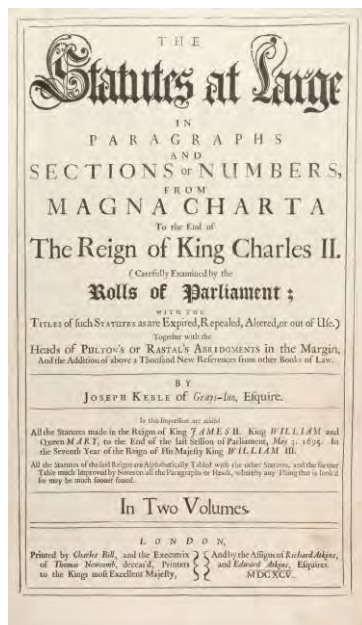 THE
Statutes at Large
IN
PARAGRAPHS
AND
SECTIONS or NUMBERS,
FROM
MAGNA CHARTA
To the End of
The Reign of King Charles II.
(Carefully Examined by the
Rolls of Parliament;
WITH THE
TITLES of such STATUTES as are Expired, Repealed, Altered, or out of Use.)
Together with the
Heads of PULTON's or RASTAL's ABRIDGMENTS in the Margin,
And the Addition of above a Thousand New References from other Books of Law.
BY
JOSEPH KEBLE of Grays-Inn, Esquire.
In this Impression are added
All the Statutes made in the Reigns of King JAMES II. King WILLIAM and
Queen MARY, to the End of the last Session of Parliament, May 3. 1695. In
the Seventh Year of the Reign of His Majesty King WILLIAM III.
All the Statutes of the said Reigns are Alphabetically Tabled with the other Statutes, and the former
Table much Improved by Notes on all the Paragraphs or Heads, whereby any Thing that is look'd
for may be much sooner found.
In Two Volumes.
LONDON,
Printed by Charles Bill, and the Executrix
of Thomas Newcomb, deceas'd, Printers
to the Kings most Excellent Majesty,
And by the Assigns of Richard Atkins,
and Edward Atkins, Esquires.
MDCXCV.